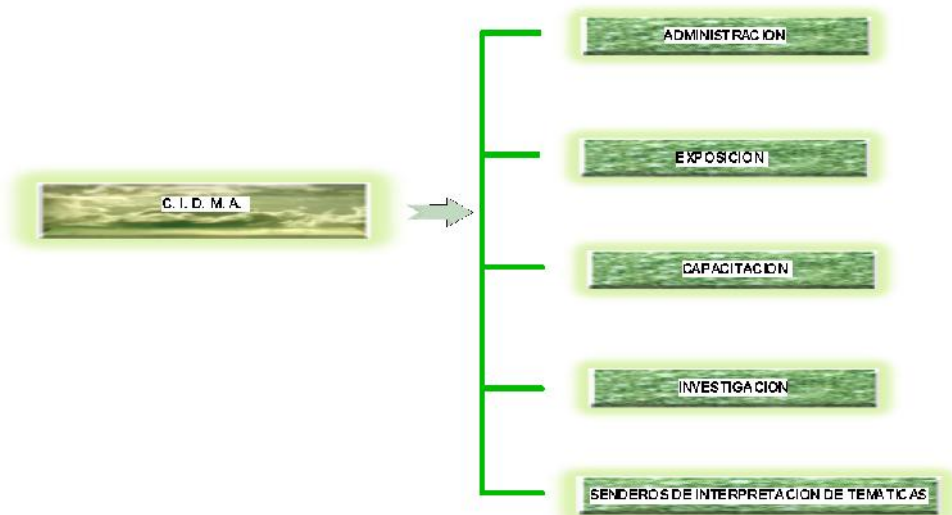 ADMINISTRACION
EXPOSICION
C. I. D. M. A.
CAPACITACION
INVESTIGACION
SENDEROS DE INTERPRETACION DE TEMATICAS